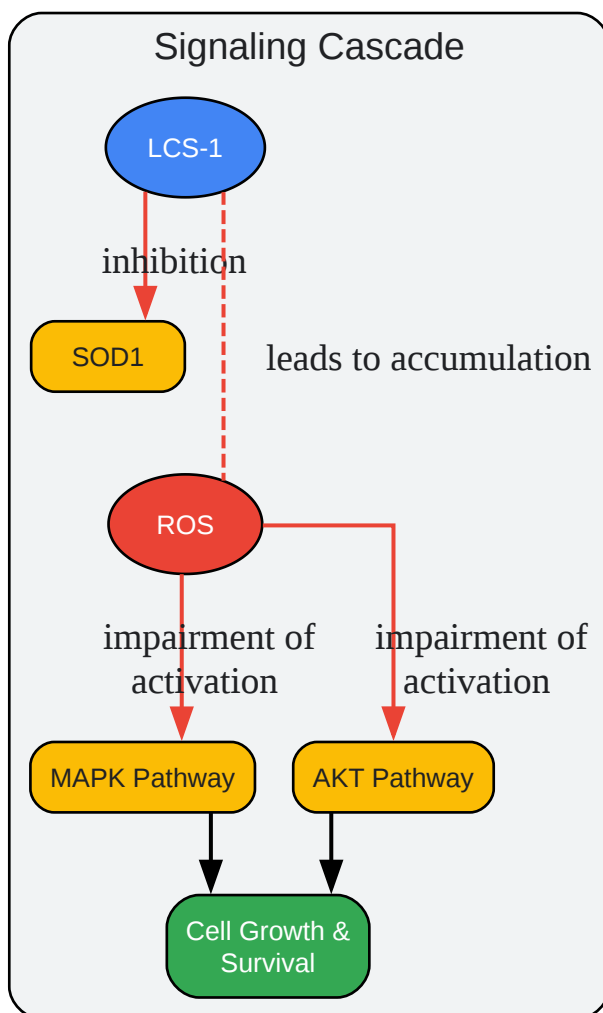 Signaling Cascade
LCS-1
inhibition
SOD1
leads to accumulation
ROS
impairment of
activation
impairment of
activation
MAPK Pathway
AKT Pathway
Cell Growth &
Survival